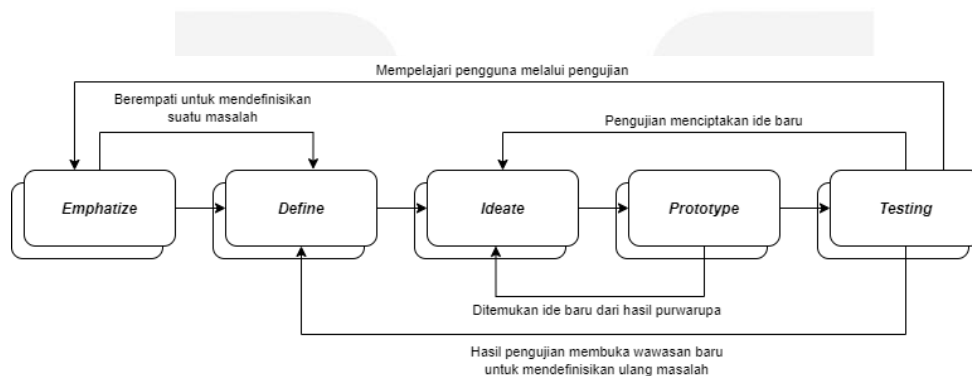 Mempelajari pengguna melalui pengujian
Berempati untuk mendefinisikan
suatu masalah
Pengujian menciptakan ide baru
Emphatize
Define
Ideate
Prototype
Testing
Ditemukan ide baru dari hasil purwarupa
Hasil pengujian membuka wawasan baru
untuk mendefinisikan ulang masalah